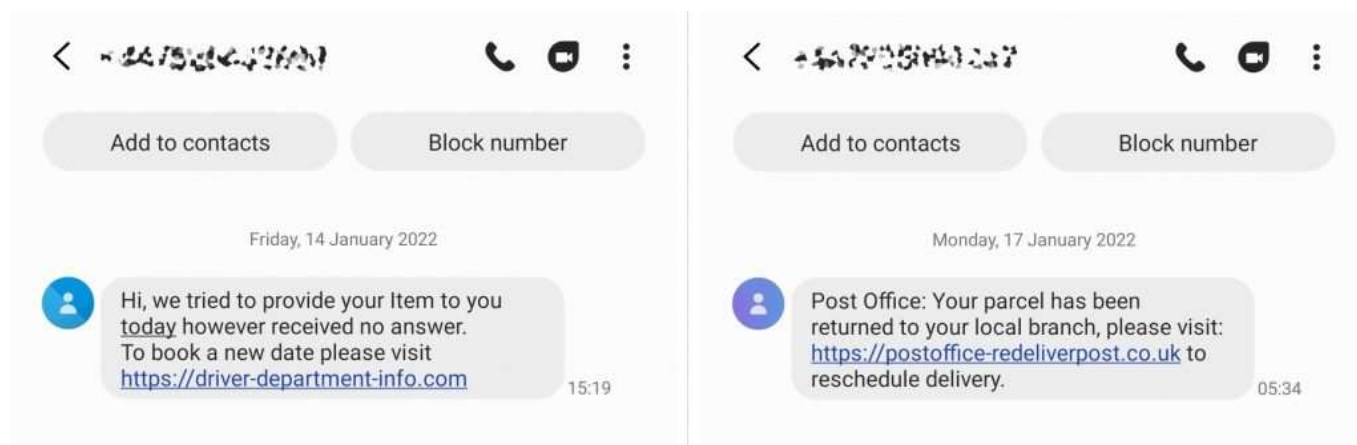 Add to contacts
Block number
Friday, 14 January 2022
Hi, we tried to provide your Item to you
today however received no answer.
To book a new date please visit
https://driver-department-info.com
15:19
Add to contacts
Block number
Monday, 17 January 2022
Post Office: Your parcel has been
returned to your local branch, please visit:
https://postoffice-redeliverpost.co.uk to
reschedule delivery.
05:34